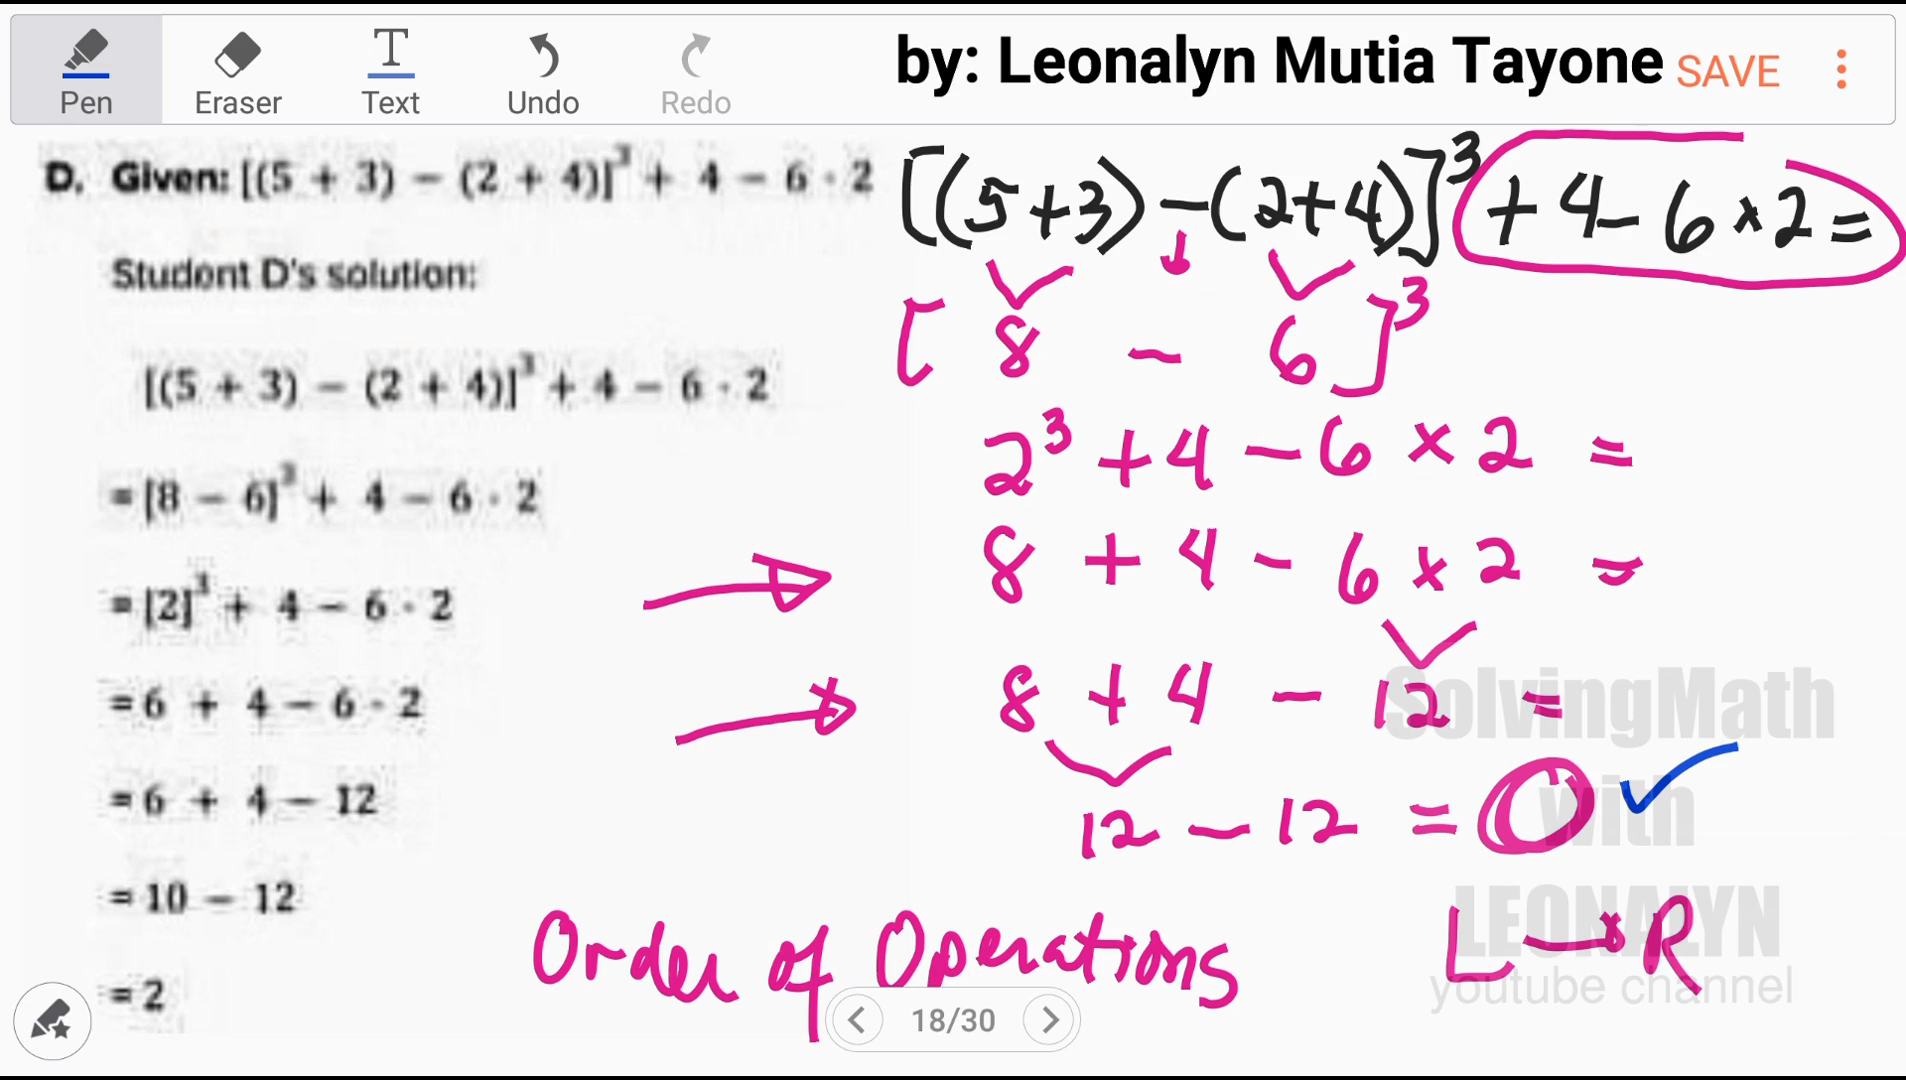 Pen Eraser Text Undo Redo
by: Leonalyn Mutia Tayone SAVE
D. Given: [(5 + 3) − (2 + 4)]³ + 4 − 6 · 2
Student D's solution:
[(5 + 3) − (2 + 4)]³ + 4 − 6 · 2
= [8 − 6]³ + 4 − 6 · 2
= [2]³ + 4 − 6 · 2
= 6 + 4 − 6 · 2
= 6 + 4 − 12
= 10 − 12
= 2
[(5+3) − (2+4)]³ + 4 − 6 × 2 =
[ 8 − 6 ]³
2³ + 4 − 6 × 2 =
8 + 4 − 6 × 2 =
8 + 4 − 12 =
12 − 12 = 0
Order of Operations
L → R
SolvingMath
with
LEONALYN
youtube channel
18/30